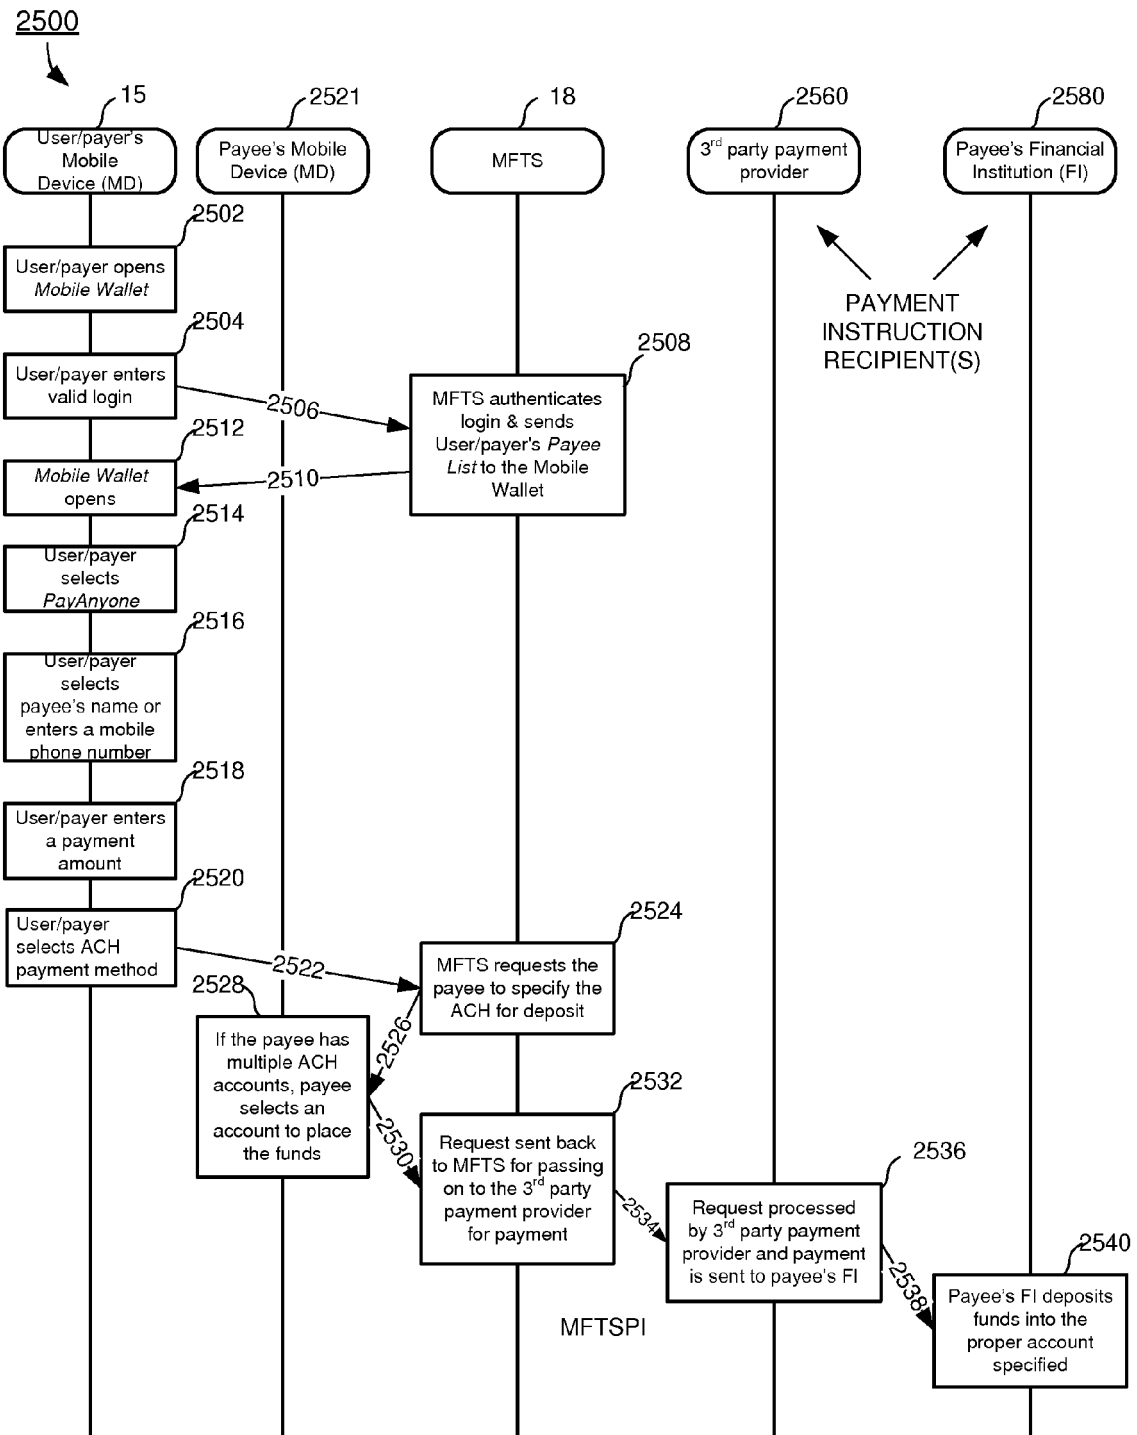 2500
15
2521
18
2560
2580
User/payer's
Mobile
Device (MD)
Payee's Mobile
Device (MD)
MFTS
3rd party payment
provider
Payee's Financial
Institution (FI)
2502
User/payer opens
Mobile Wallet
PAYMENT
INSTRUCTION
RECIPIENT(S)
2504
User/payer enters
valid login
2506
2508
MFTS authenticates
login & sends
User/payer's Payee
List to the Mobile
Wallet
2510
2512
Mobile Wallet
opens
2514
User/payer
selects
PayAnyone
2516
User/payer
selects
payee's name or
enters a mobile
phone number
2518
User/payer enters
a payment
amount
2520
User/payer
selects ACH
payment method
2522
2524
MFTS requests the
payee to specify the
ACH for deposit
2526
2528
If the payee has
multiple ACH
accounts, payee
selects an
account to place
the funds
2530
2532
Request sent back
to MFTS for passing
on to the 3rd party
payment provider
for payment
2534
2536
Request processed
by 3rd party payment
provider and payment
is sent to payee's FI
2538
2540
Payee's FI deposits
funds into the
proper account
specified
MFTSPI